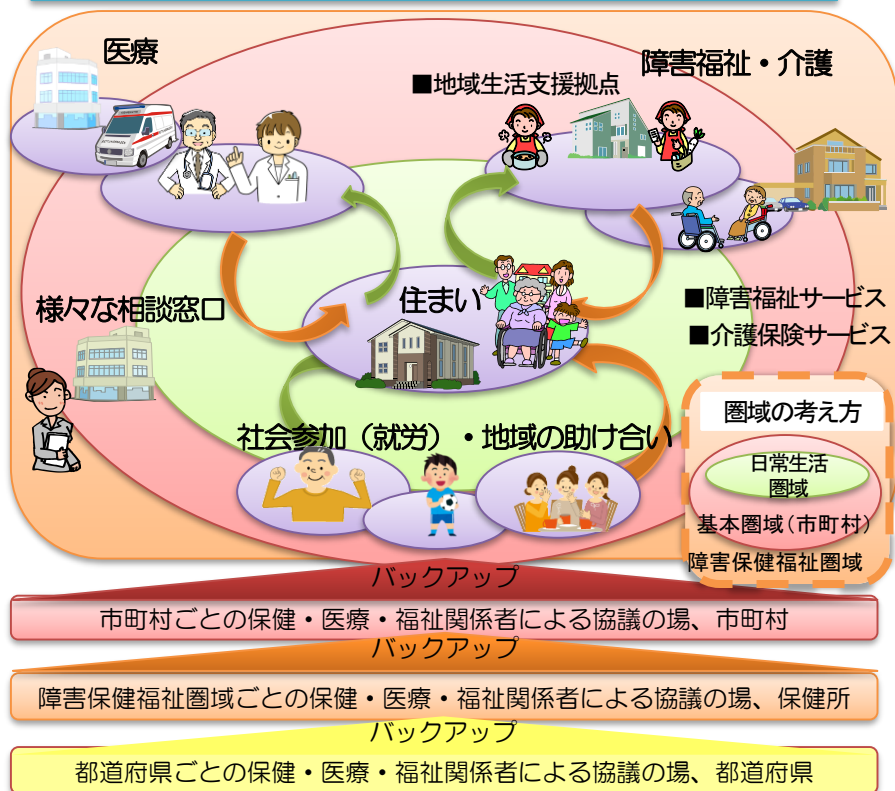 医療
障害福祉・介護
■地域生活支援拠点
様々な相談窓口
住まい
■障害福祉サービス
■介護保険サービス
社会参加（就労）・地域の助け合い
圏域の考え方
日常生活
圏域
基本圏域（市町村）
障害保健福祉圏域
バックアップ
市町村ごとの保健・医療・福祉関係者による協議の場、市町村
バックアップ
障害保健福祉圏域ごとの保健・医療・福祉関係者による協議の場、保健所
バックアップ
都道府県ごとの保健・医療・福祉関係者による協議の場、都道府県